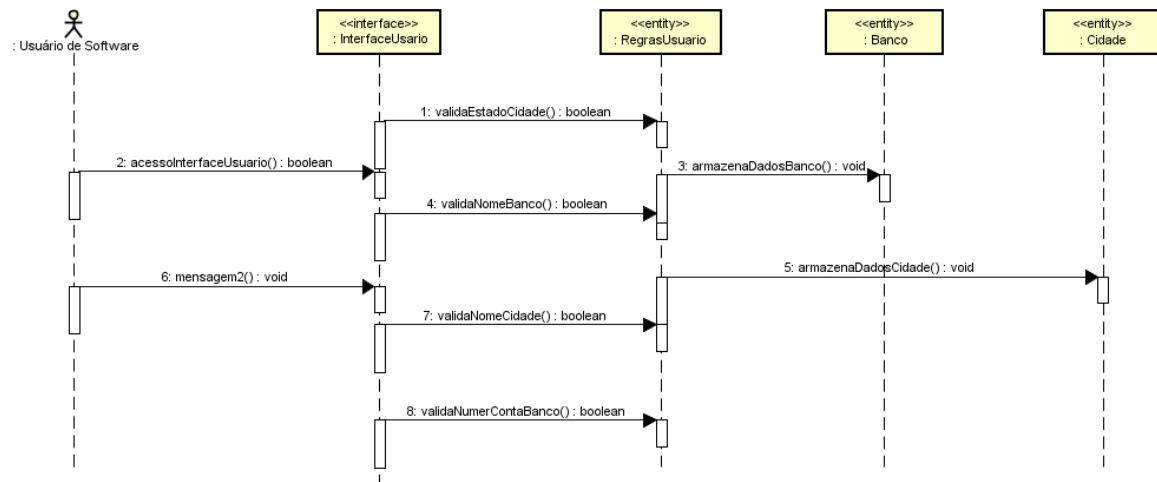 <<interface>>
: InterfaceUsario
<<entity>>
: RegrasUsuario
<<entity>>
: Banco
<<entity>>
: Cidade
: Usuário de Software
1: validaEstadoCidade() : boolean
2: acessoInterfaceUsuario() : boolean
3: armazenaDadosBanco() : void
4: validaNomeBanco() : boolean
5: armazenaDadosCidade() : void
6: mensagem2() : void
7: validaNomeCidade() : boolean
8: validaNumerContaBanco() : boolean